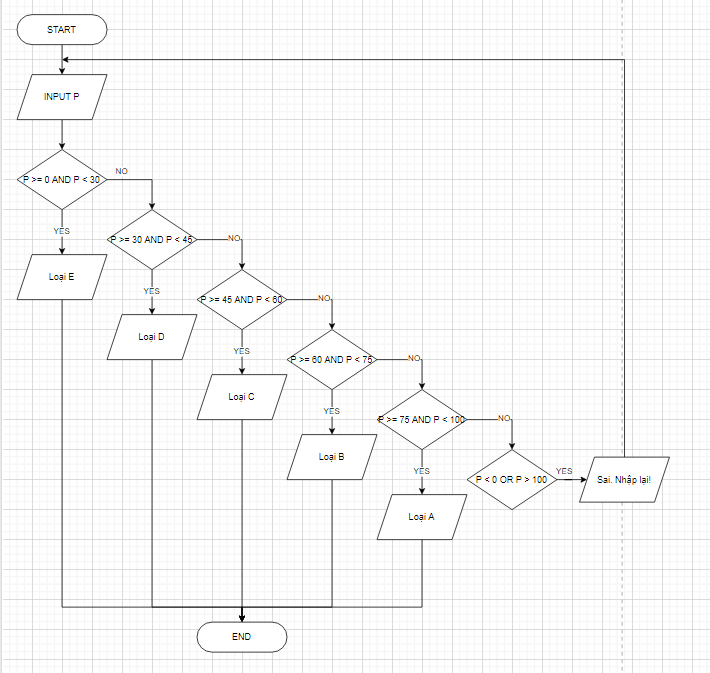 START
INPUT P
P >= 0 AND P < 30
NO
YES
Loại E
P >= 30 AND P < 45
NO
YES
Loại D
P >= 45 AND P < 60
NO
YES
Loại C
P >= 60 AND P < 75
NO
YES
Loại B
P >= 75 AND P < 100
NO
YES
Loại A
P < 0 OR P > 100
YES
Sai. Nhập lại!
END